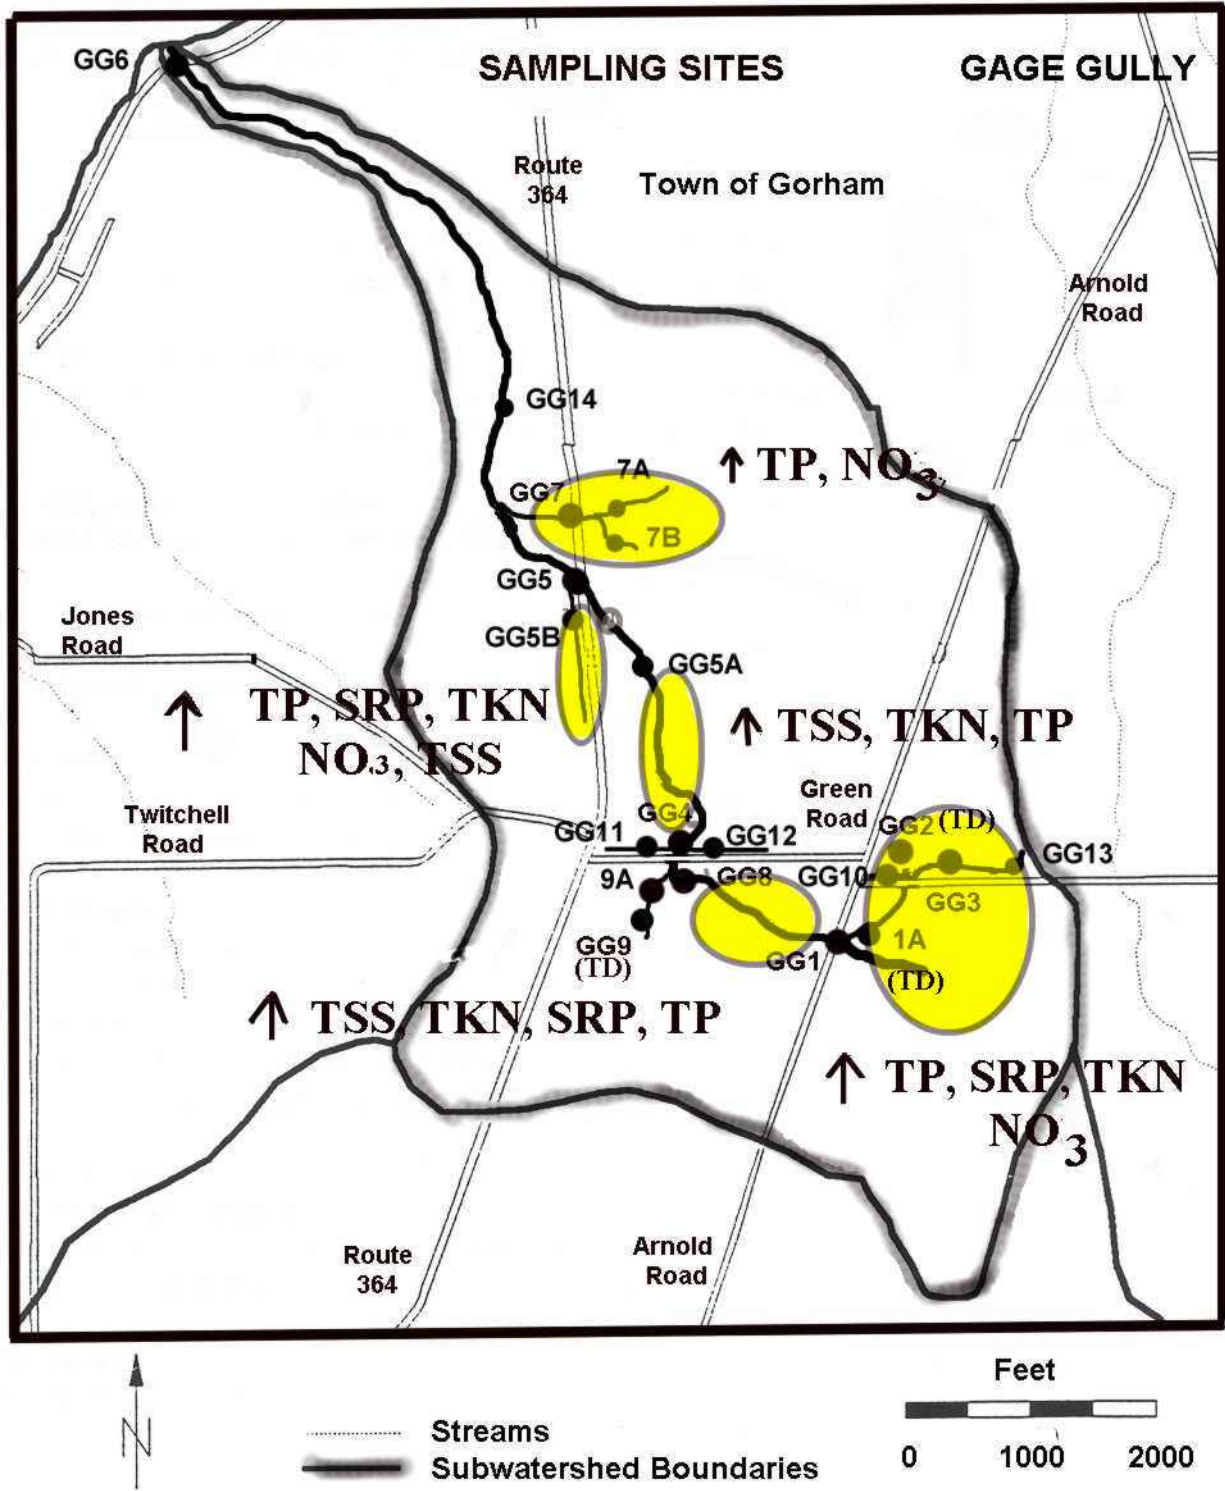 GG6
SAMPLING SITES
GAGE GULLY
Route
364
Town of Gorham
Arnold
Road
GG14
↑ TP, NO3
7A
GG7
7B
GG5
Jones
Road
GG5B
GG5A
↑ TP, SRP, TKN
NO3, TSS
↑ TSS, TKN, TP
Twitchell
Road
Green
Road
GG4
GG2 (TD)
GG11
GG12
GG13
9A
GG8
GG10
GG3
GG9
(TD)
GG1
1A
(TD)
↑ TSS, TKN, SRP, TP
↑ TP, SRP, TKN
NO3
Route
364
Arnold
Road
N
Feet
0 1000 2000
Streams
Subwatershed Boundaries